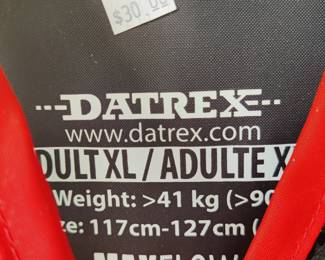 $30.00
DATREX
www.datrex.com
DULT XL / ADULTE X
Weight: >41 kg (>90
ze: 117cm-127cm (